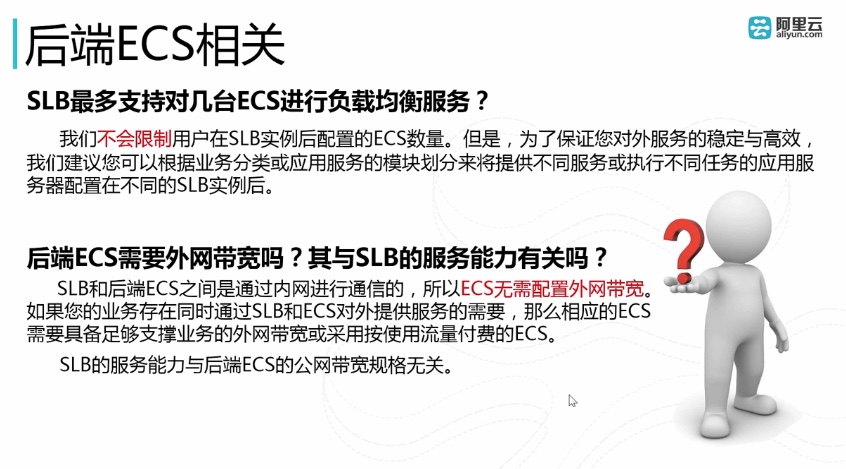 后端ECS相关
阿里云
aliyun.com
SLB最多支持对几台ECS进行负载均衡服务？
我们不会限制用户在SLB实例后配置的ECS数量。但是，为了保证您对外服务的稳定与高效，
我们建议您可以根据业务分类或应用服务的模块划分来将提供不同服务或执行不同任务的应用服
务器配置在不同的SLB实例后。
后端ECS需要外网带宽吗？其与SLB的服务能力有关吗？
SLB和后端ECS之间是通过内网进行通信的，所以ECS无需配置外网带宽。
如果您的业务存在同时通过SLB和ECS对外提供服务的需要，那么相应的ECS
需要具备足够支撑业务的外网带宽或采用按使用流量付费的ECS。
SLB的服务能力与后端ECS的公网带宽规格无关。